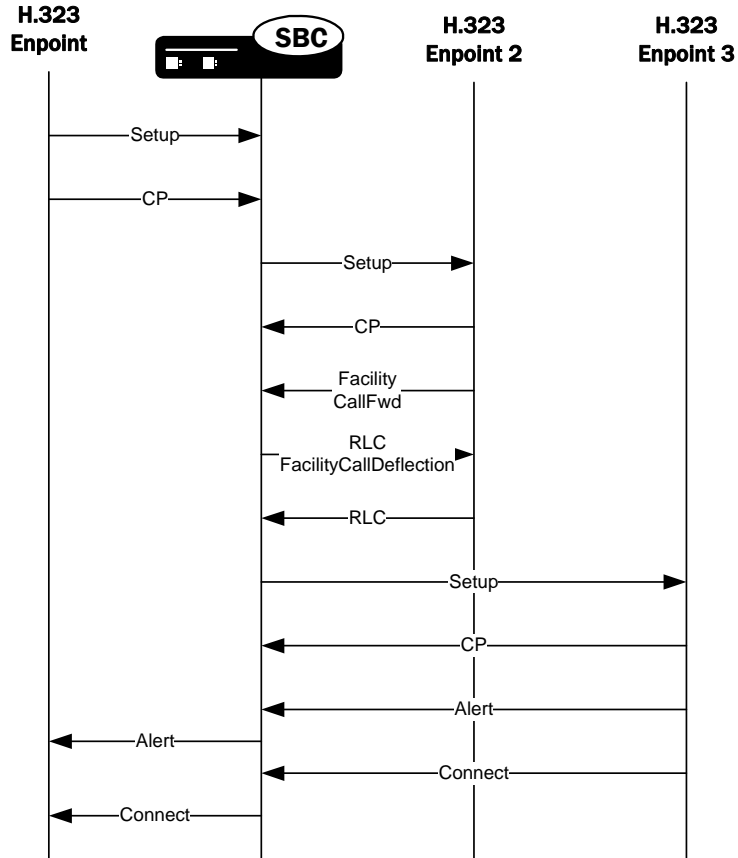 H.323
Enpoint
SBC
H.323
Enpoint 2
H.323
Enpoint 3
Setup
CP
Setup
CP
Facility
CallFwd
RLC
FacilityCallDeflection
RLC
Setup
CP
Alert
Alert
Connect
Connect